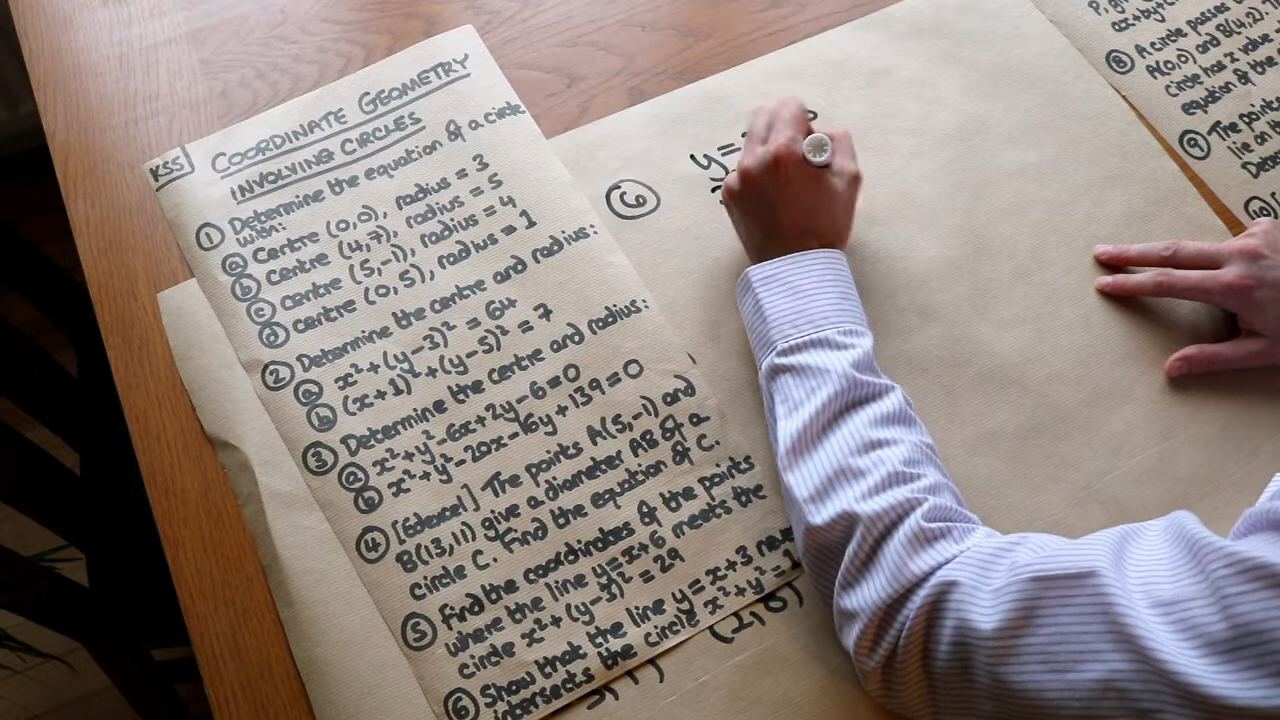 KSS
COORDINATE GEOMETRY
INVOLVING CIRCLES
① Determine the equation of a circle
with:
ⓐ Centre (0,0), radius = 3
ⓑ centre (4,7), radius = 5
ⓒ centre (5,-1), radius = 4
ⓓ centre (0,5), radius = 1
② Determine the centre and radius:
ⓐ x² + (y-3)² = 64
ⓑ (x+1)² + (y-5)² = 7
③ Determine the centre and radius:
ⓐ x²+y²-6x+2y-6=0
ⓑ x²+y²-20x-16y+139=0
④ [Edexcel] The points A(5,-1) and
B(13,11) give a diameter AB of a
circle C. Find the equation of C.
⑤ Find the coordinates of the points
where the line y=x+6 meets the
circle x² + (y-3)² = 29
⑥ Show that the line y = x+3 never
intersects the circle x² + y² = 1
(2,8)
⑥
y =
⑧ A circle passes
A(0,0) and B(4,2).
circle has x value
equation of the
⑨ The points
lie on
Deter
⑩